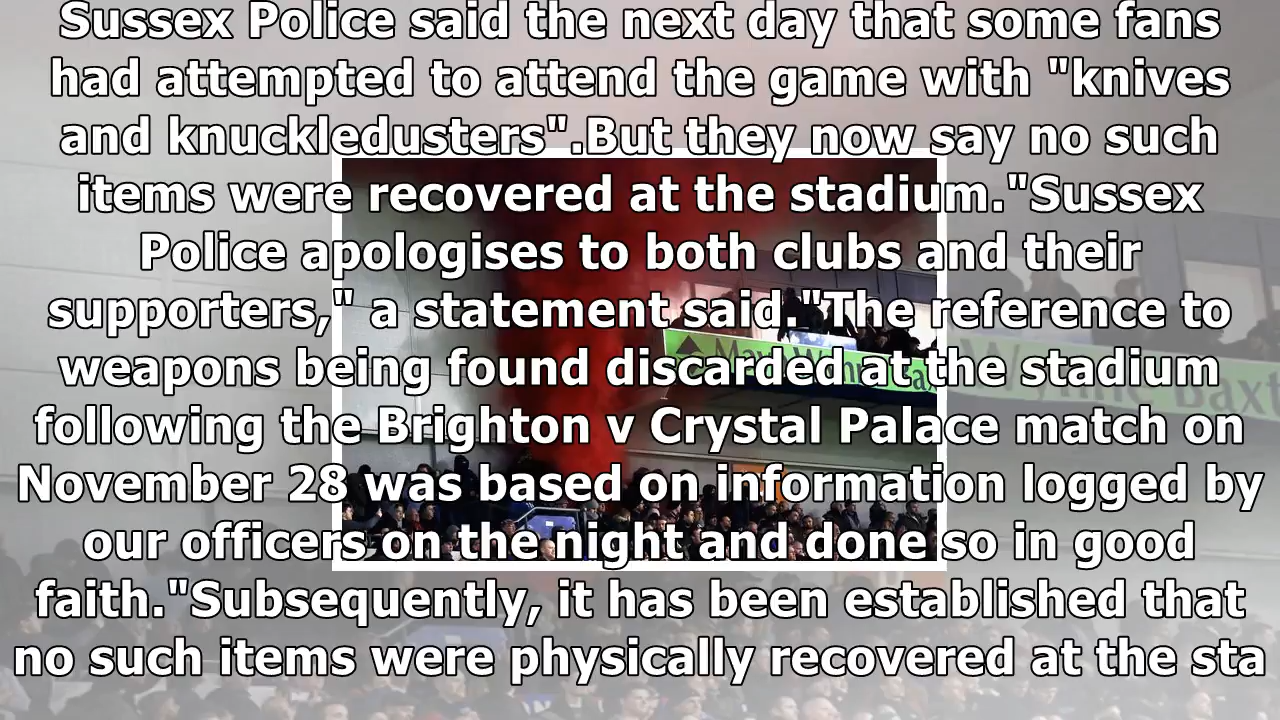 Sussex Police said the next day that some fans
had attempted to attend the game with "knives
and knuckledusters".But they now say no such
items were recovered at the stadium."Sussex
Police apologises to both clubs and their
supporters," a statement said."The reference to
weapons being found discarded at the stadium
following the Brighton v Crystal Palace match on
November 28 was based on information logged by
our officers on the night and done so in good
faith."Subsequently, it has been established that
no such items were physically recovered at the sta